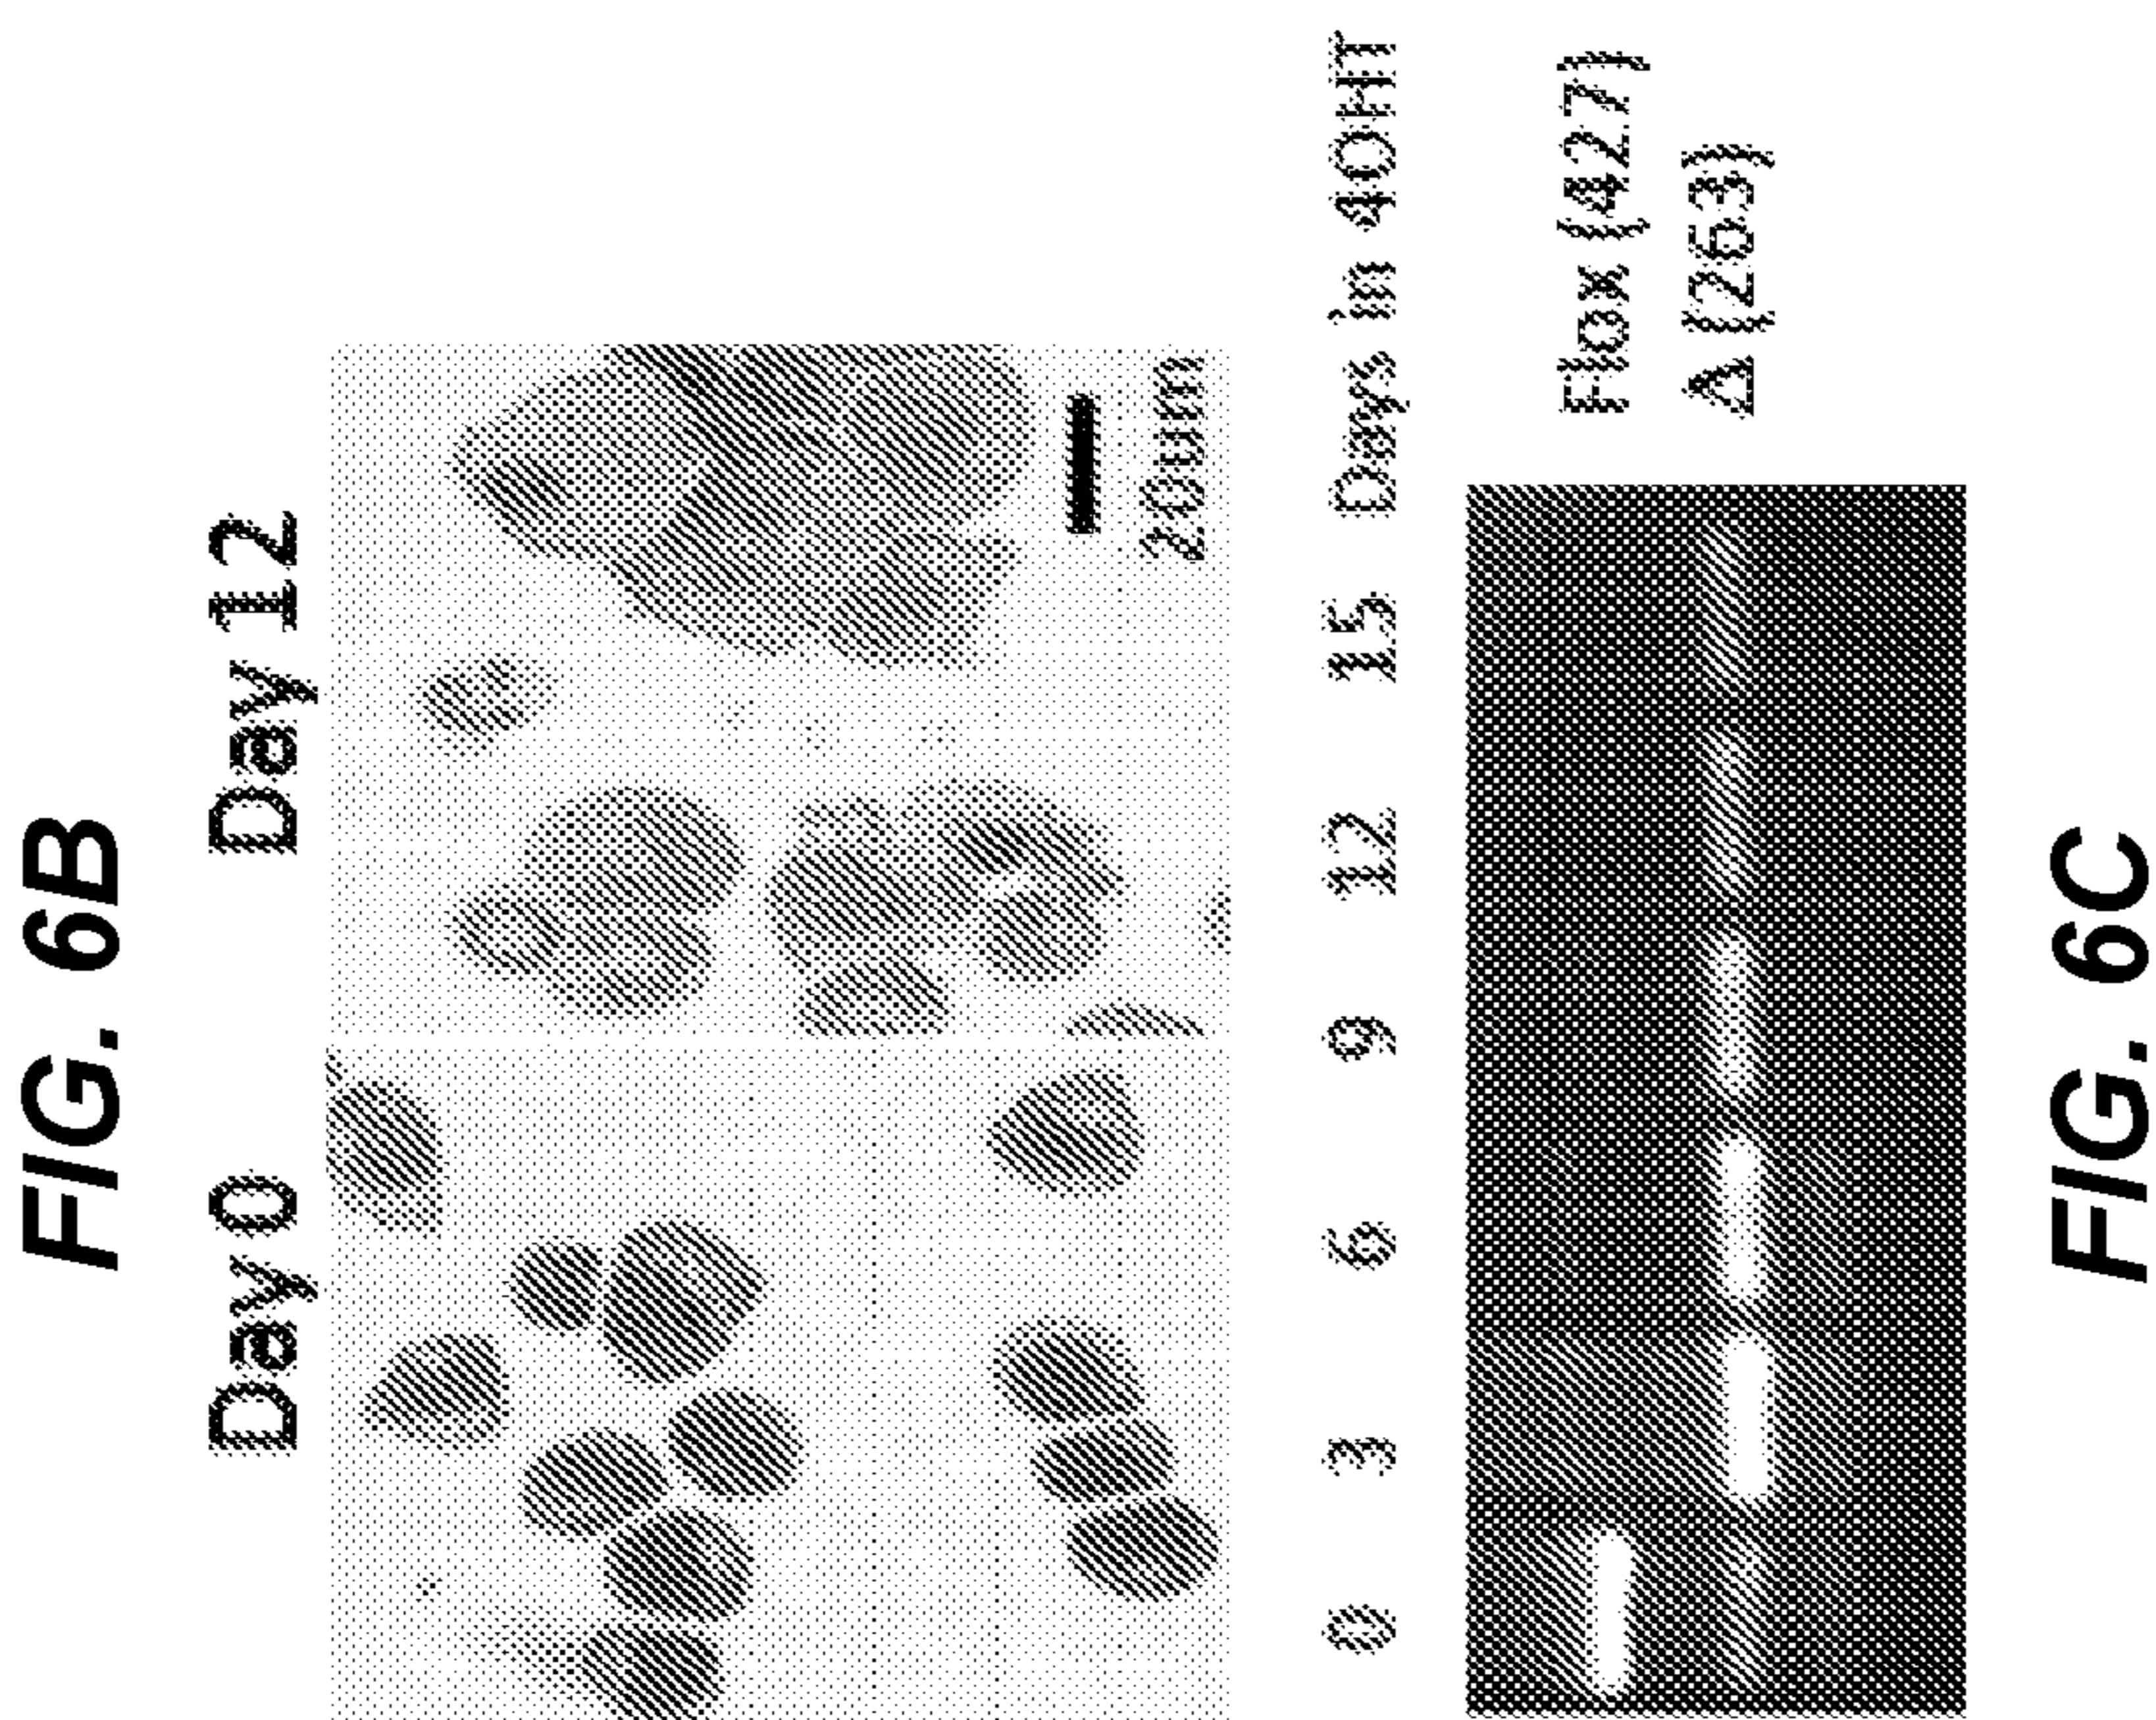 FIG. 6B
Day 0 Day 12
20um
0 3 6 9 12 15 Days in 4OHT
Flox (427)
Δ (263)
FIG. 6C